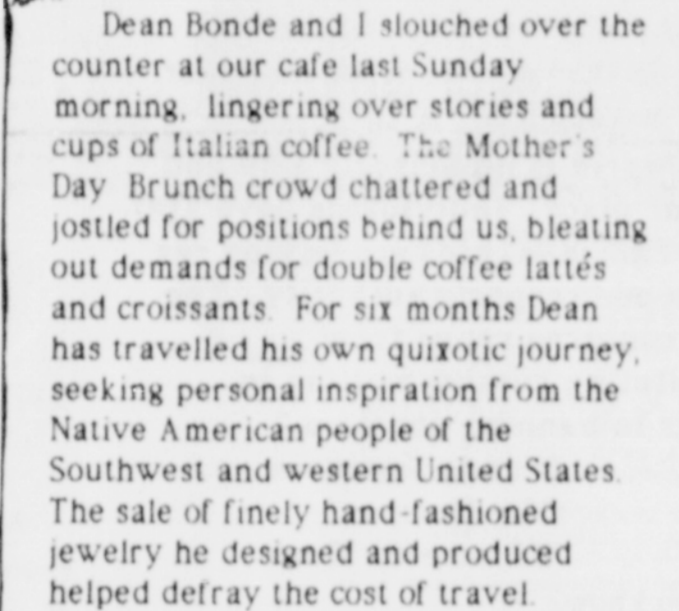 Dean Bonde and I slouched over the
counter at our cafe last Sunday
morning, lingering over stories and
cups of Italian coffee. The Mother's
Day Brunch crowd chattered and
jostled for positions behind us, bleating
out demands for double coffee lattés
and croissants. For six months Dean
has travelled his own quixotic journey,
seeking personal inspiration from the
Native American people of the
Southwest and western United States.
The sale of finely hand-fashioned
jewelry he designed and produced
helped defray the cost of travel.